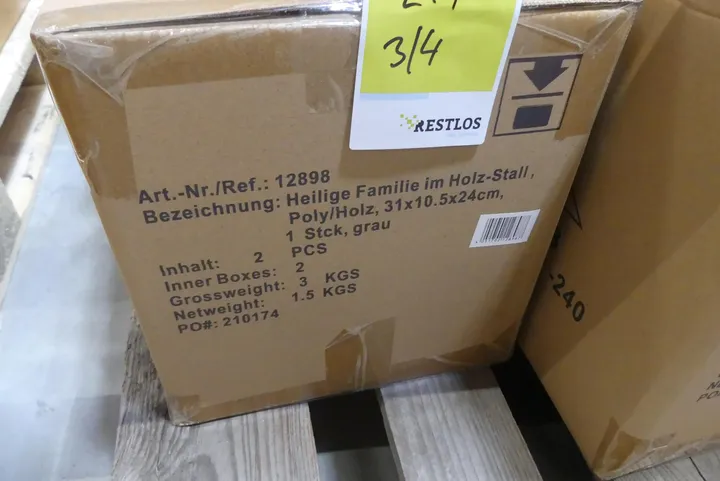 3/4
RESTLOS
Art.-Nr./Ref.: 12898
Bezeichnung: Heilige Familie im Holz-Stall,
Poly/Holz, 31x10.5x24cm,
1 Stck, grau
Inhalt: 2 PCS
Inner Boxes: 2
Grossweight: 3 KGS
Netweight: 1.5 KGS
PO#: 210174
-240